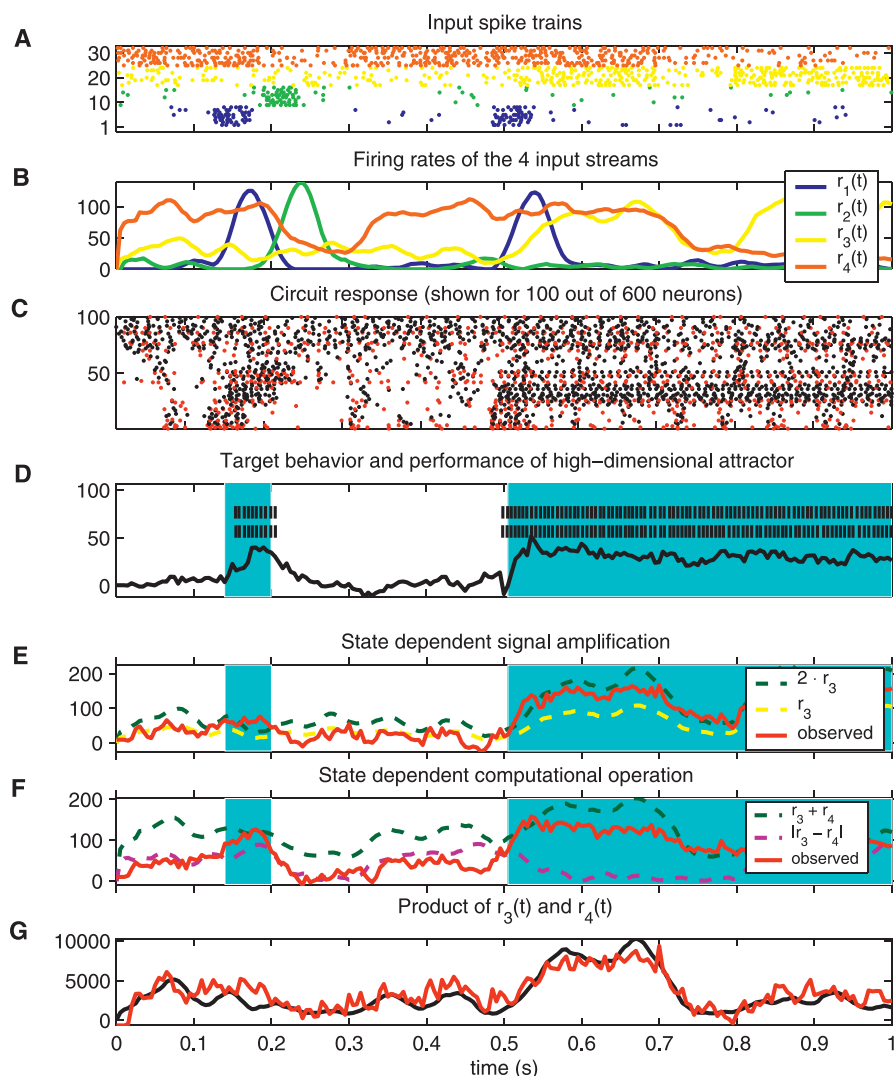 A
Input spike trains
30
20
10
1
B
Firing rates of the 4 input streams
100
50
0
r1(t)
r2(t)
r3(t)
r4(t)
C
Circuit response (shown for 100 out of 600 neurons)
100
50
D
Target behavior and performance of high−dimensional attractor
100
50
0
E
State dependent signal amplification
200
100
0
2 · r3
r3
observed
F
State dependent computational operation
200
100
0
r3 + r4
|r3 − r4|
observed
G
Product of r3(t) and r4(t)
10000
5000
0
0 0.1 0.2 0.3 0.4 0.5 0.6 0.7 0.8 0.9 1
time (s)